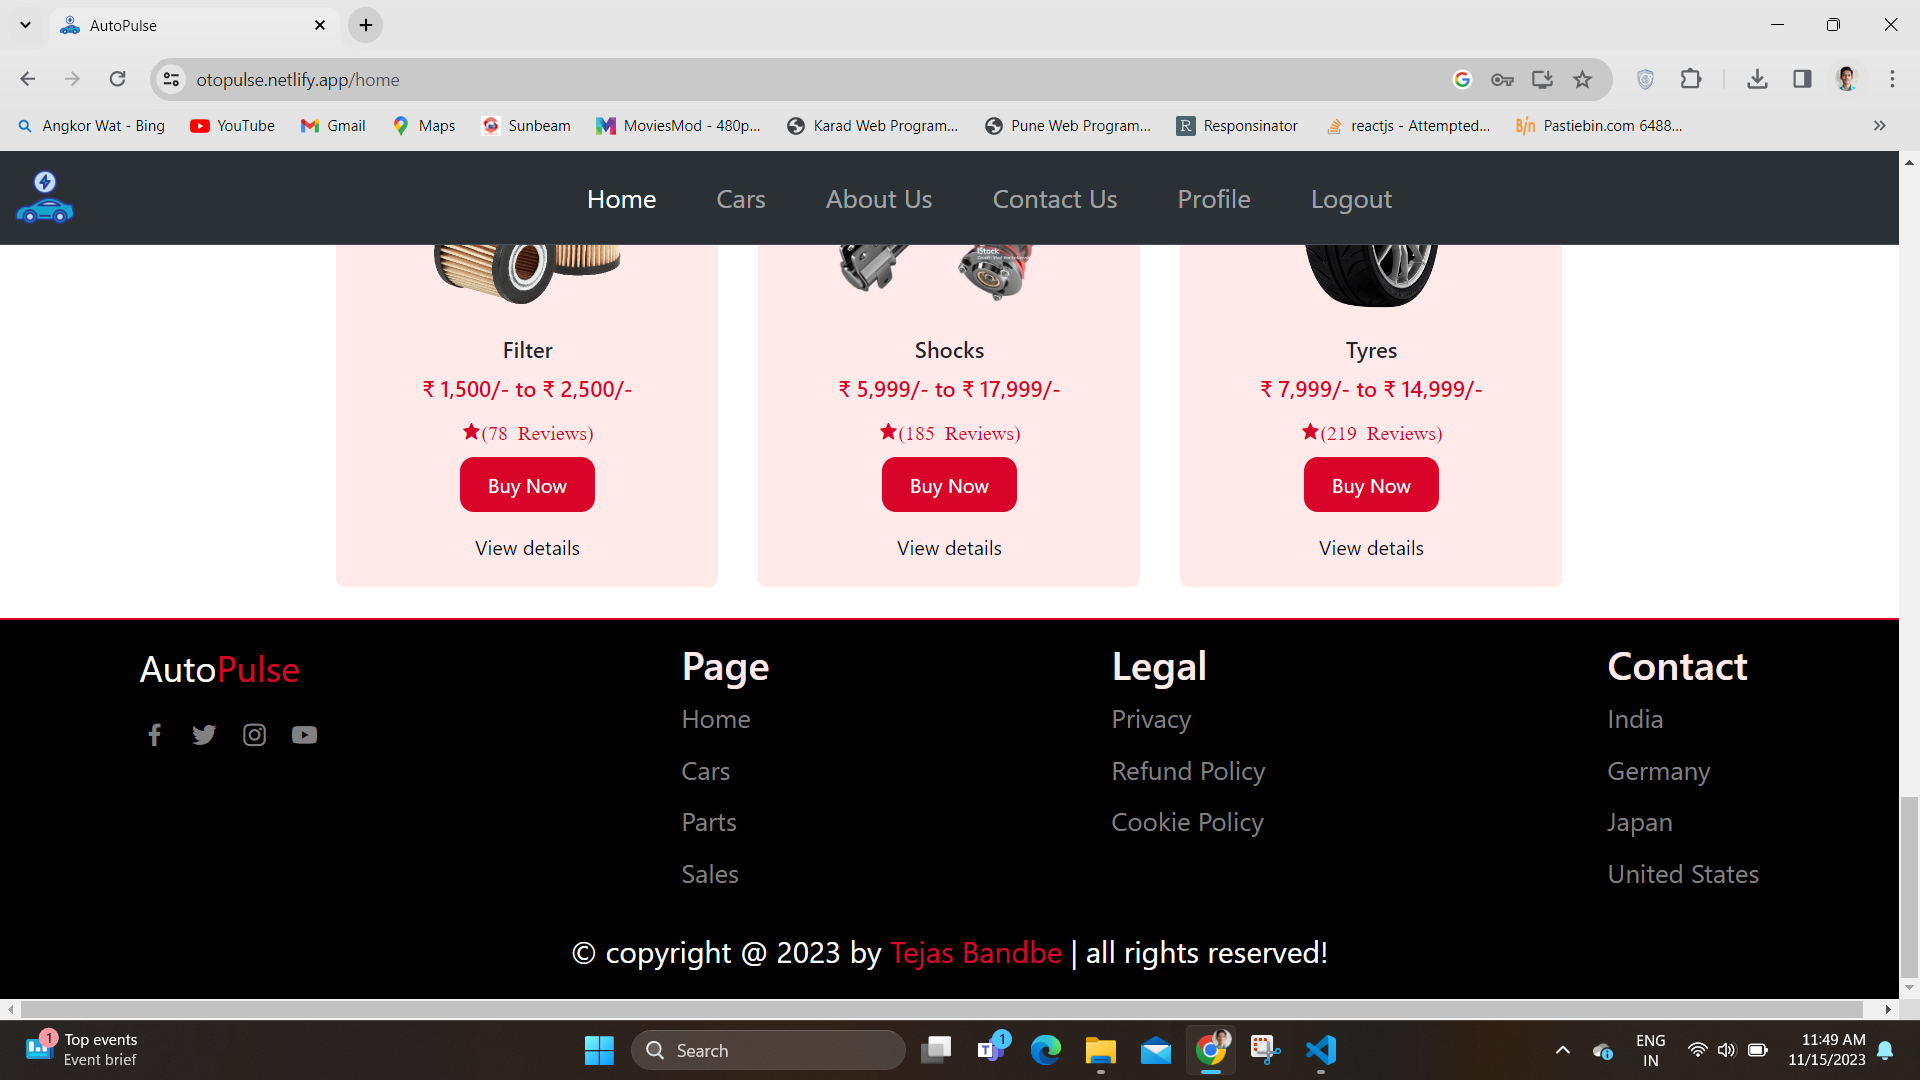 AutoPulse
otopulse.netlify.app/home
Angkor Wat - Bing YouTube Gmail Maps Sunbeam MoviesMod - 480p... Karad Web Program... Pune Web Program... Responsinator reactjs - Attempted... Pastiebin.com 6488...
Home Cars About Us Contact Us Profile Logout
iStock
Filter Shocks Tyres
₹ 1,500/- to ₹ 2,500/- ₹ 5,999/- to ₹ 17,999/- ₹ 7,999/- to ₹ 14,999/-
(78 Reviews) (185 Reviews) (219 Reviews)
Buy Now Buy Now Buy Now
View details View details View details
AutoPulse Page Legal Contact
Home Privacy India
Cars Refund Policy Germany
Parts Cookie Policy Japan
Sales United States
© copyright @ 2023 by Tejas Bandbe | all rights reserved!
1 Top events
Event brief
Search
1
ENG
IN
11:49 AM
11/15/2023